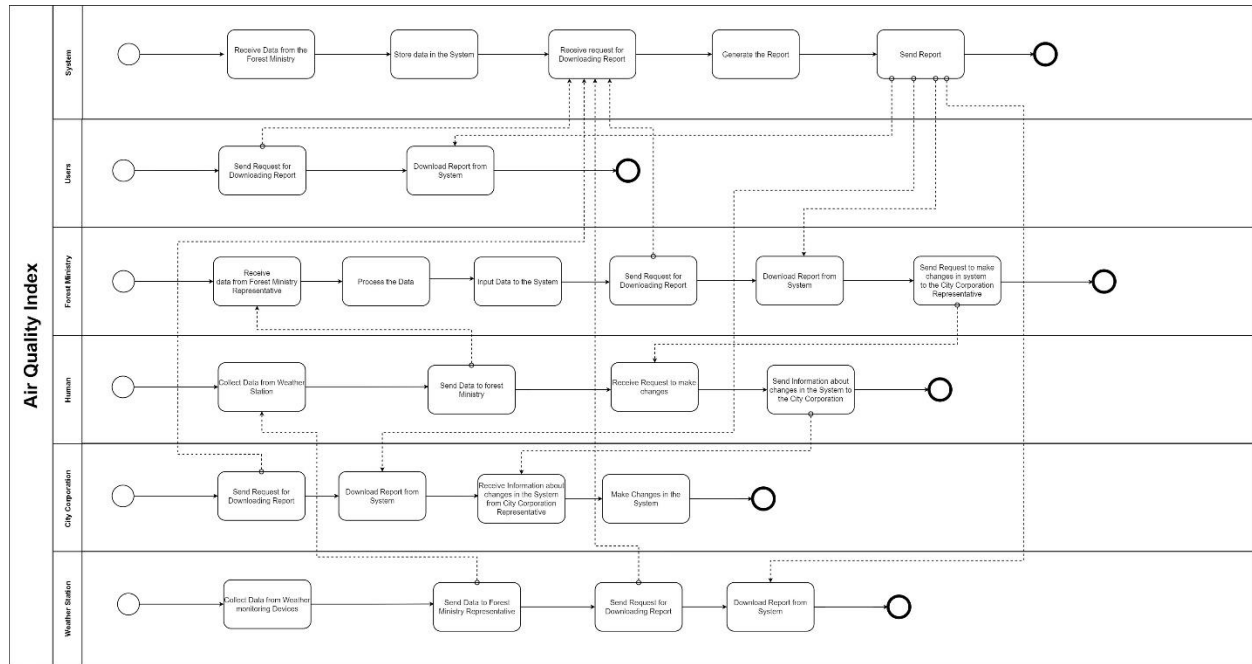 Air Quality Index
System
Receive Data from the
Forest Ministry
Store data in the System
Receive request for
Downloading Report
Generate the Report
Send Report
Users
Send Request for
Downloading Report
Download Report from
System
Forest Ministry
Receive
data from Forest Ministry
Representative
Process the Data
Input Data to the System
Send Request for
Downloading Report
Download Report from
System
Send Request to make
changes in system
to the City Corporation
Representative
Human
Collect Data from Weather
Station
Send Data to forest
Ministry
Receive Request to make
changes
Send Information about
changes in the System to
the City Corporation
City Corporation
Send Request for
Downloading Report
Download Report from
System
Receive Information about
changes in the System
from City Corporation
Representative
Make Changes in the
System
Weather Station
Collect Data from Weather
monitoring Devices
Send Data to Forest
Ministry Representative
Send Request for
Downloading Report
Download Report from
System